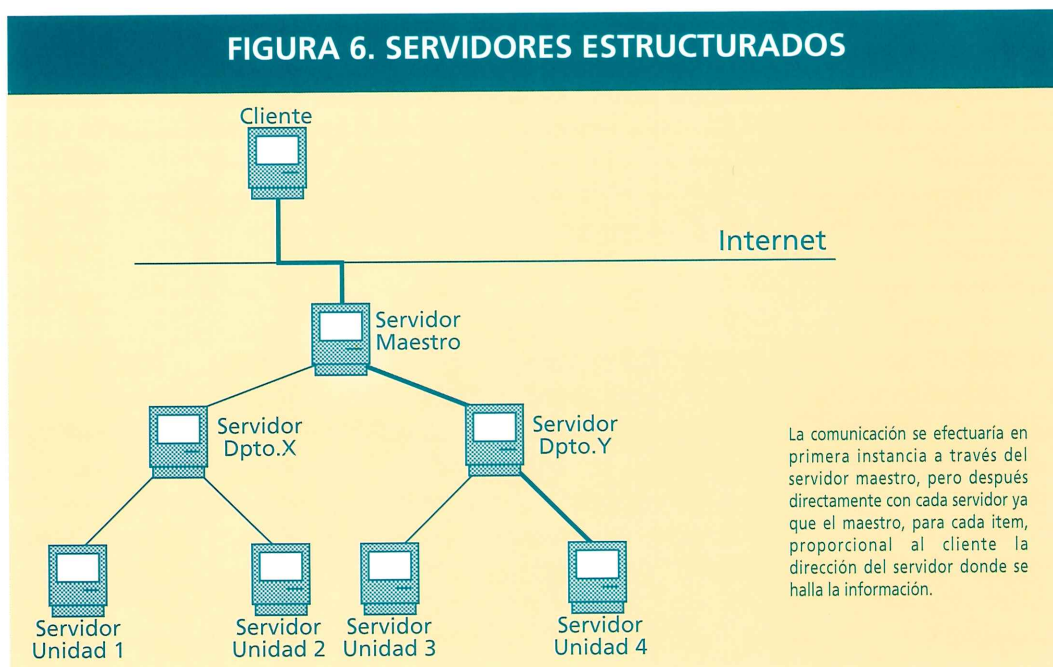 FIGURA 6. SERVIDORES ESTRUCTURADOS
Cliente
Internet
Servidor
Maestro
Servidor
Dpto.X
Servidor
Dpto.Y
La comunicación se efectuaría en
primera instancia a través del
servidor maestro, pero después
directamente con cada servidor ya
que el maestro, para cada item,
proporcional al cliente la
dirección del servidor donde se
halla la información.
Servidor
Unidad 1
Servidor
Unidad 2
Servidor
Unidad 3
Servidor
Unidad 4